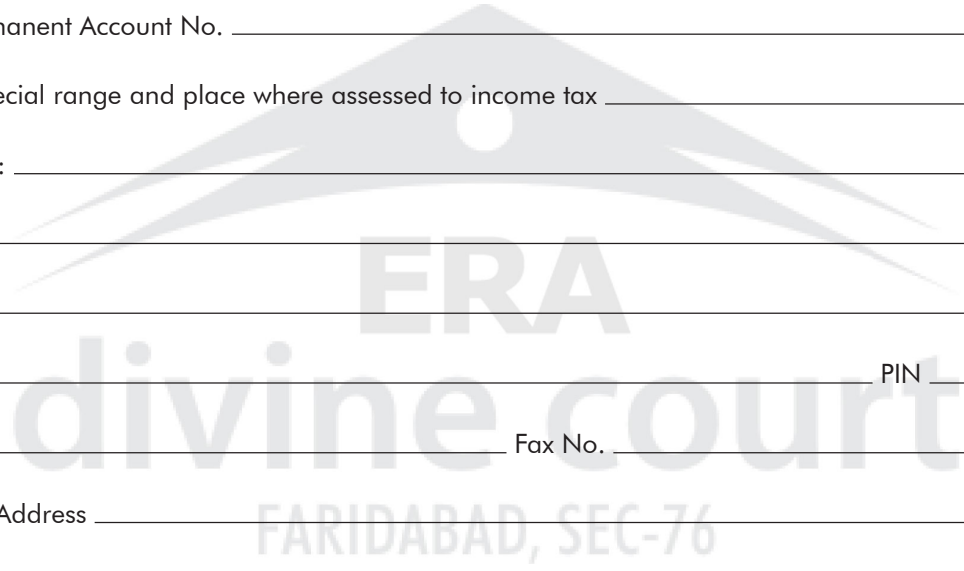 manent Account No.
ecial range and place where assessed to income tax
:
ERA
PIN
divine court
Fax No.
Address
FARIDABAD, SEC-76